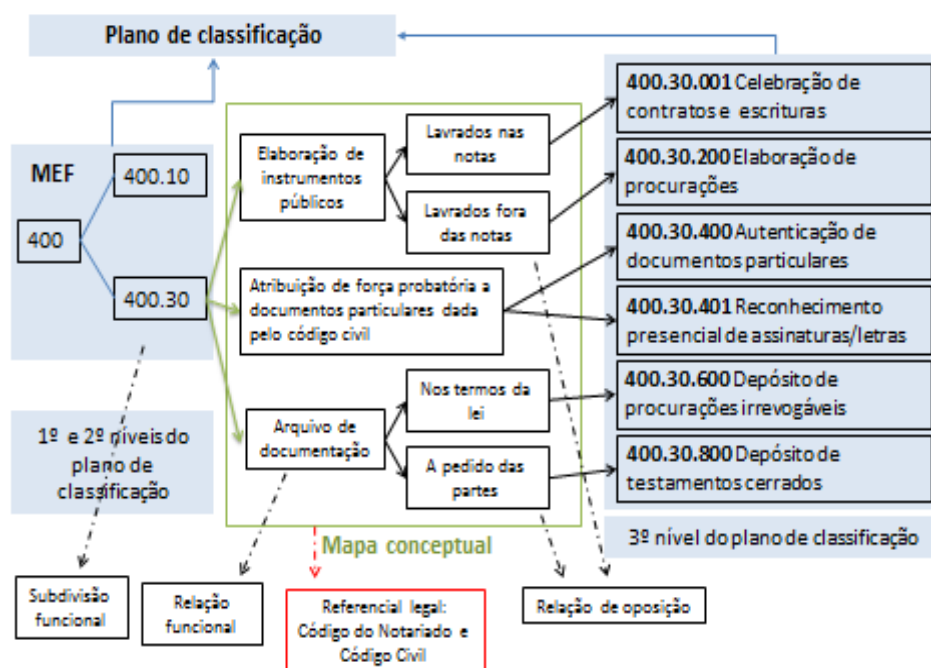 Plano de classificação
MEF
400
400.10
400.30
1º e 2º níveis do
plano de
classificação
Elaboração de
instrumentos
públicos
Lavrados nas
notas
Lavrados fora
das notas
Atribuição de força probatória a
documentos particulares dada
pelo código civil
Arquivo de
documentação
Nos termos da
lei
A pedido das
partes
Mapa conceptual
400.30.001 Celebração de
contratos e escrituras
400.30.200 Elaboração de
procurações
400.30.400 Autenticação de
documentos particulares
400.30.401 Reconhecimento
presencial de assinaturas/letras
400.30.600 Depósito de
procurações irrevogáveis
400.30.800 Depósito de
testamentos cerrados
3º nível do plano de classificação
Subdivisão
funcional
Relação
funcional
Referencial legal:
Código do Notariado e
Código Civil
Relação de oposição